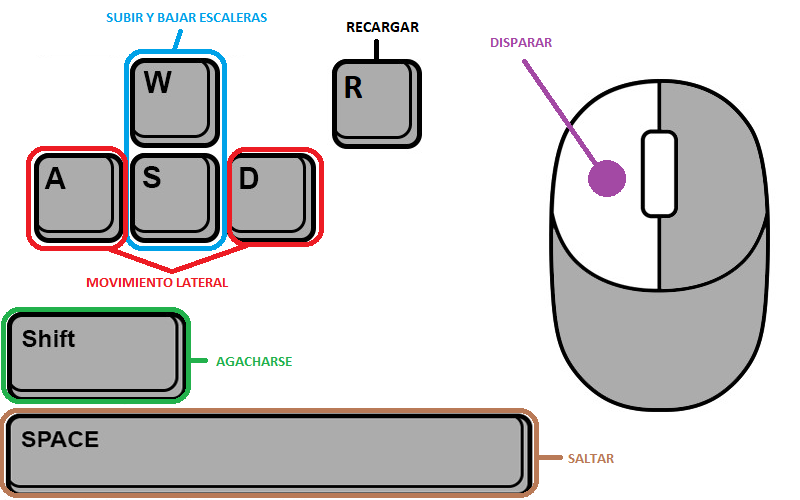 SUBIR Y BAJAR ESCALERAS
RECARGAR
DISPARAR
W
R
A
S
D
MOVIMIENTO LATERAL
Shift
AGACHARSE
SPACE
SALTAR